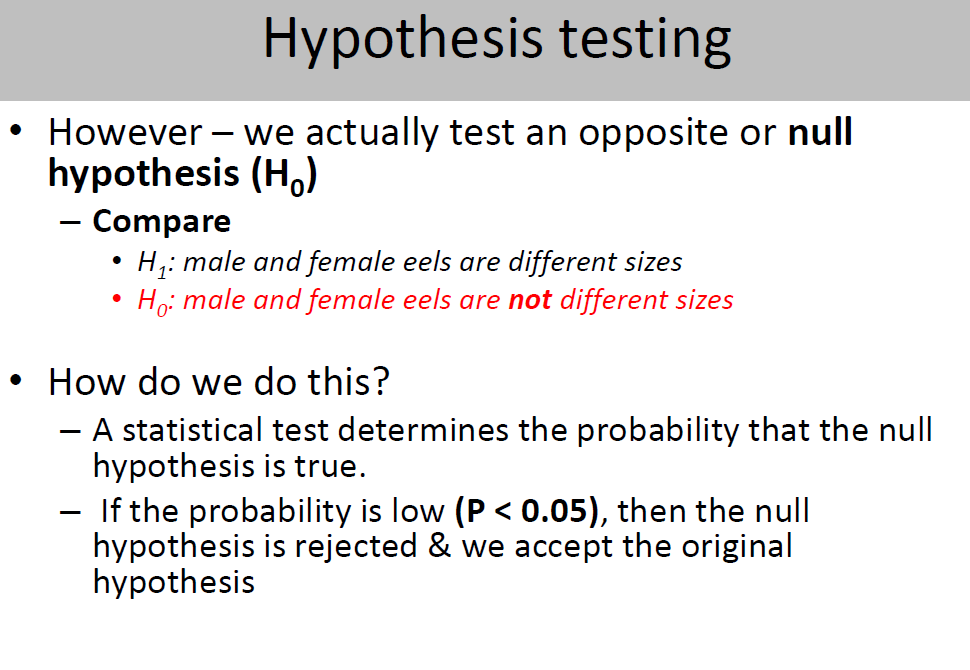 Hypothesis testing
• However – we actually test an opposite or null
hypothesis (H₀)
– Compare
• H₁: male and female eels are different sizes
• H₀: male and female eels are not different sizes
• How do we do this?
– A statistical test determines the probability that the null
hypothesis is true.
– If the probability is low (P < 0.05), then the null
hypothesis is rejected & we accept the original
hypothesis